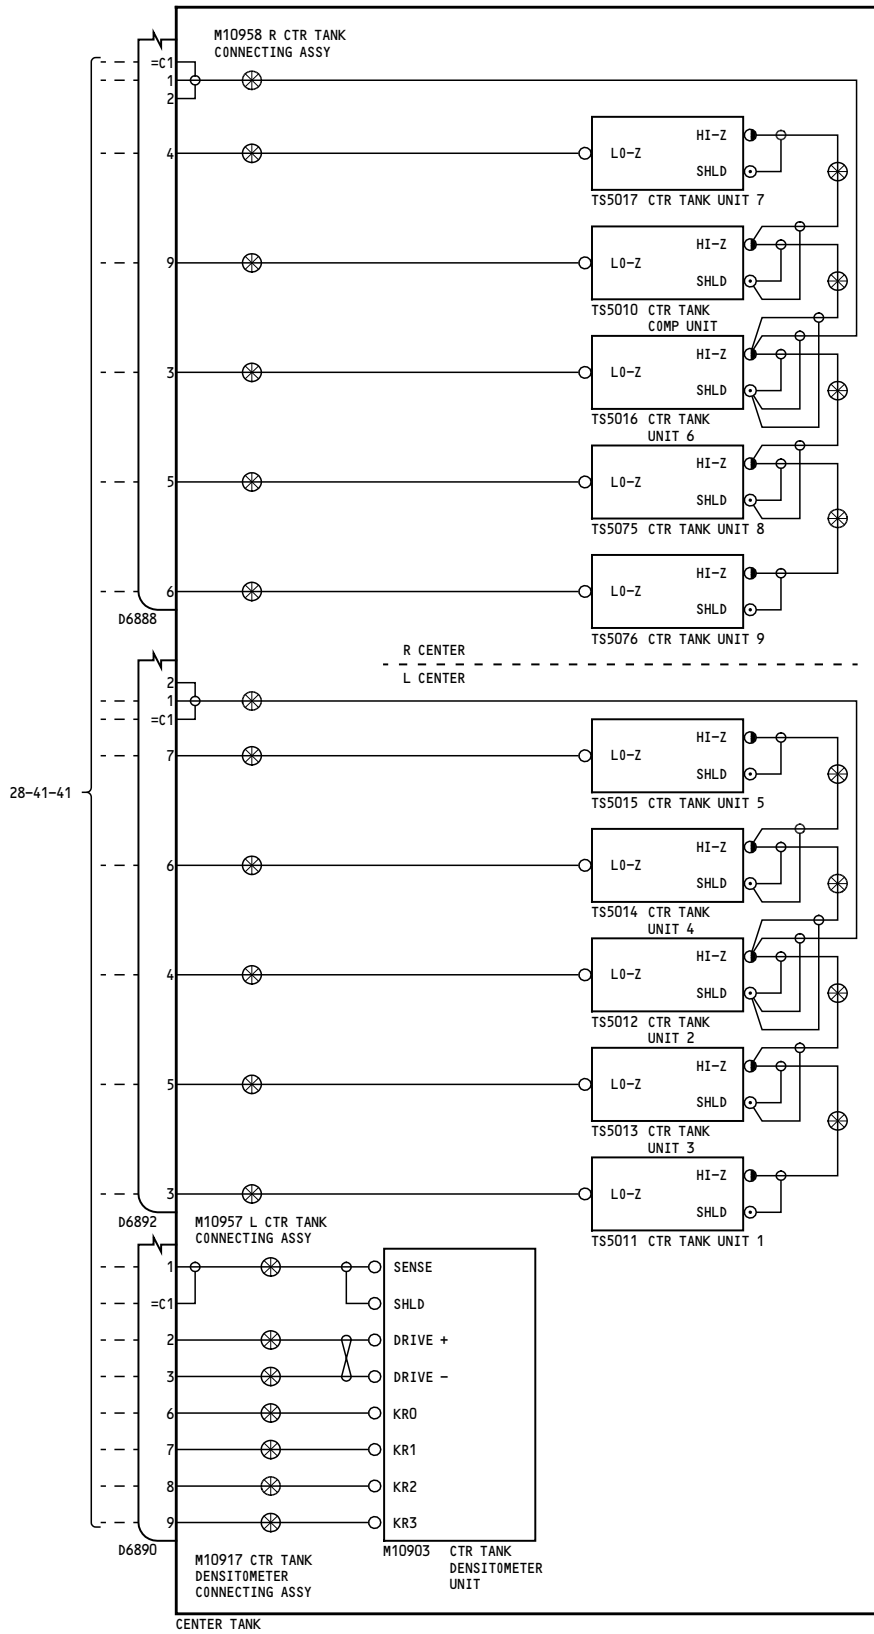 M10958 R CTR TANK
CONNECTING ASSY
=C1
1
2
HI-Z
4
LO-Z
SHLD
TS5017 CTR TANK UNIT 7
HI-Z
9
LO-Z
SHLD
TS5010 CTR TANK
COMP UNIT
HI-Z
3
LO-Z
SHLD
TS5016 CTR TANK
UNIT 6
HI-Z
5
LO-Z
SHLD
TS5075 CTR TANK UNIT 8
HI-Z
6
LO-Z
SHLD
D6888
TS5076 CTR TANK UNIT 9
R CENTER
L CENTER
2
1
=C1
HI-Z
7
LO-Z
SHLD
28-41-41
TS5015 CTR TANK UNIT 5
HI-Z
6
LO-Z
SHLD
TS5014 CTR TANK
UNIT 4
HI-Z
4
LO-Z
SHLD
TS5012 CTR TANK
UNIT 2
HI-Z
5
LO-Z
SHLD
TS5013 CTR TANK
UNIT 3
HI-Z
3
LO-Z
SHLD
D6892
M10957 L CTR TANK
CONNECTING ASSY
TS5011 CTR TANK UNIT 1
1
SENSE
=C1
SHLD
2
DRIVE +
3
DRIVE -
6
KR0
7
KR1
8
KR2
9
KR3
D6890
M10917 CTR TANK
DENSITOMETER
CONNECTING ASSY
M10903 CTR TANK
DENSITOMETER
UNIT
CENTER TANK